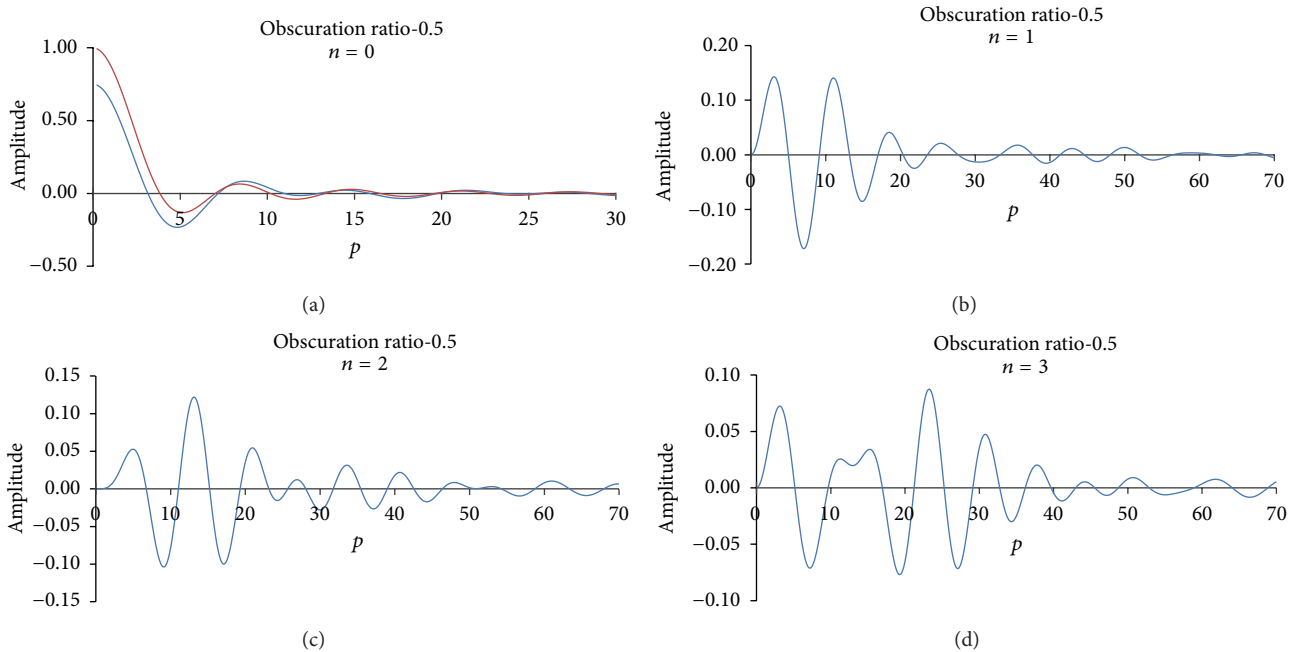 Obscuration ratio-0.5
n = 0
1.00
0.50
0.00
−0.50
Amplitude
0 5 10 15 20 25 30
p
(a)
Obscuration ratio-0.5
n = 1
0.20
0.10
0.00
−0.10
−0.20
Amplitude
0 10 20 30 40 50 60 70
p
(b)
Obscuration ratio-0.5
n = 2
0.15
0.10
0.05
0.00
−0.05
−0.10
−0.15
Amplitude
0 10 20 30 40 50 60 70
p
(c)
Obscuration ratio-0.5
n = 3
0.10
0.05
0.00
−0.05
−0.10
Amplitude
0 10 20 30 40 50 60 70
p
(d)